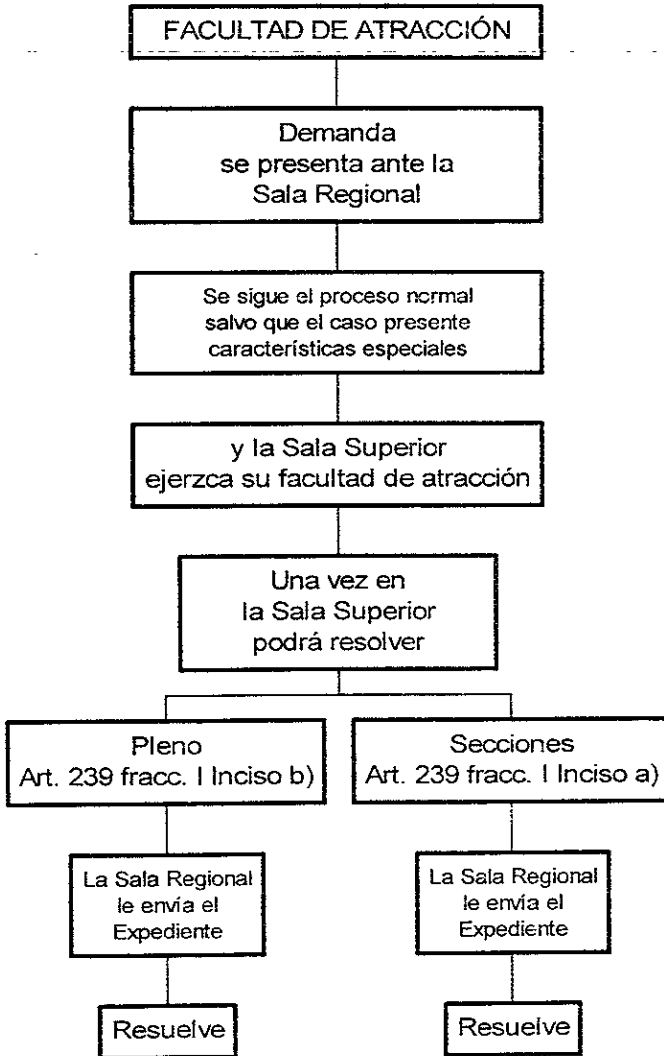 FACULTAD DE ATRACCIÓN
Demanda
se presenta ante la
Sala Regional
Se sigue el proceso normal
salvo que el caso presente
características especiales
y la Sala Superior
ejerzca su facultad de atracción
Una vez en
la Sala Superior
podrá resolver
Pleno
Art. 239 fracc. I Inciso b)
Secciones
Art. 239 fracc. I Inciso a)
La Sala Regional
le envía el
Expediente
La Sala Regional
le envía el
Expediente
Resuelve
Resuelve